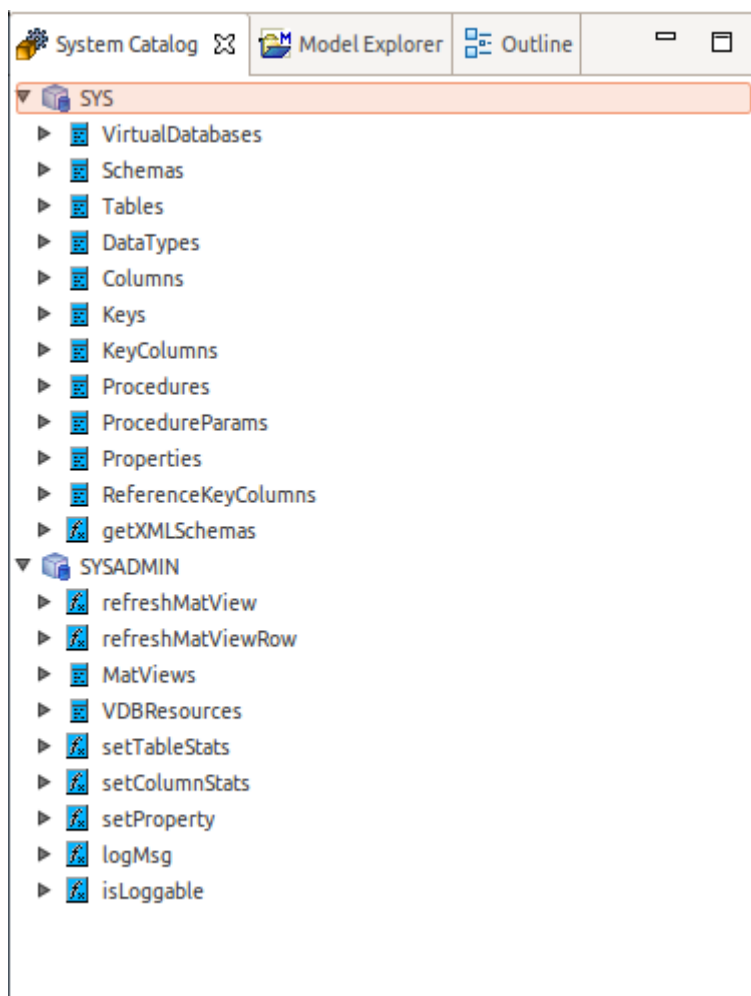 System Catalog Model Explorer Outline
SYS
VirtualDatabases
Schemas
Tables
DataTypes
Columns
Keys
KeyColumns
Procedures
ProcedureParams
Properties
ReferenceKeyColumns
getXMLSchemas
SYSADMIN
refreshMatView
refreshMatViewRow
MatViews
VDBResources
setTableStats
setColumnStats
setProperty
logMsg
isLoggable